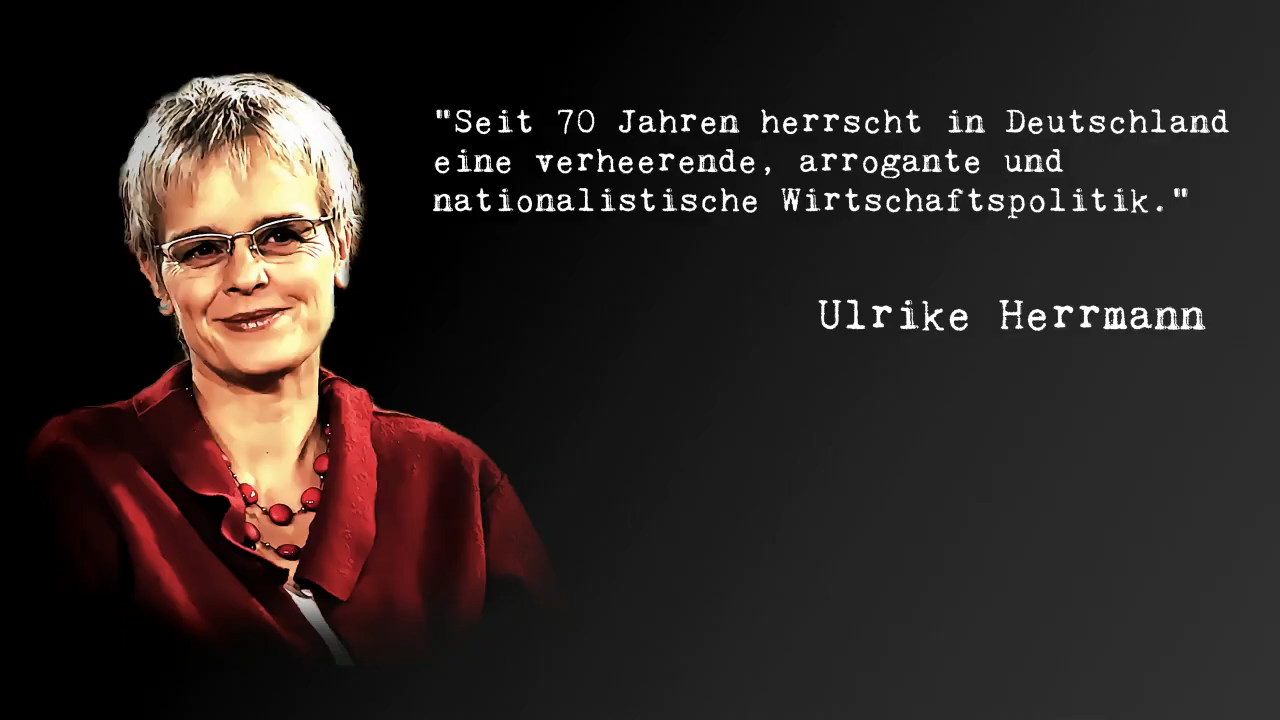 "Seit 70 Jahren herrscht in Deutschland
eine verheerende, arrogante und
nationalistische Wirtschaftspolitik."
Ulrike Herrmann